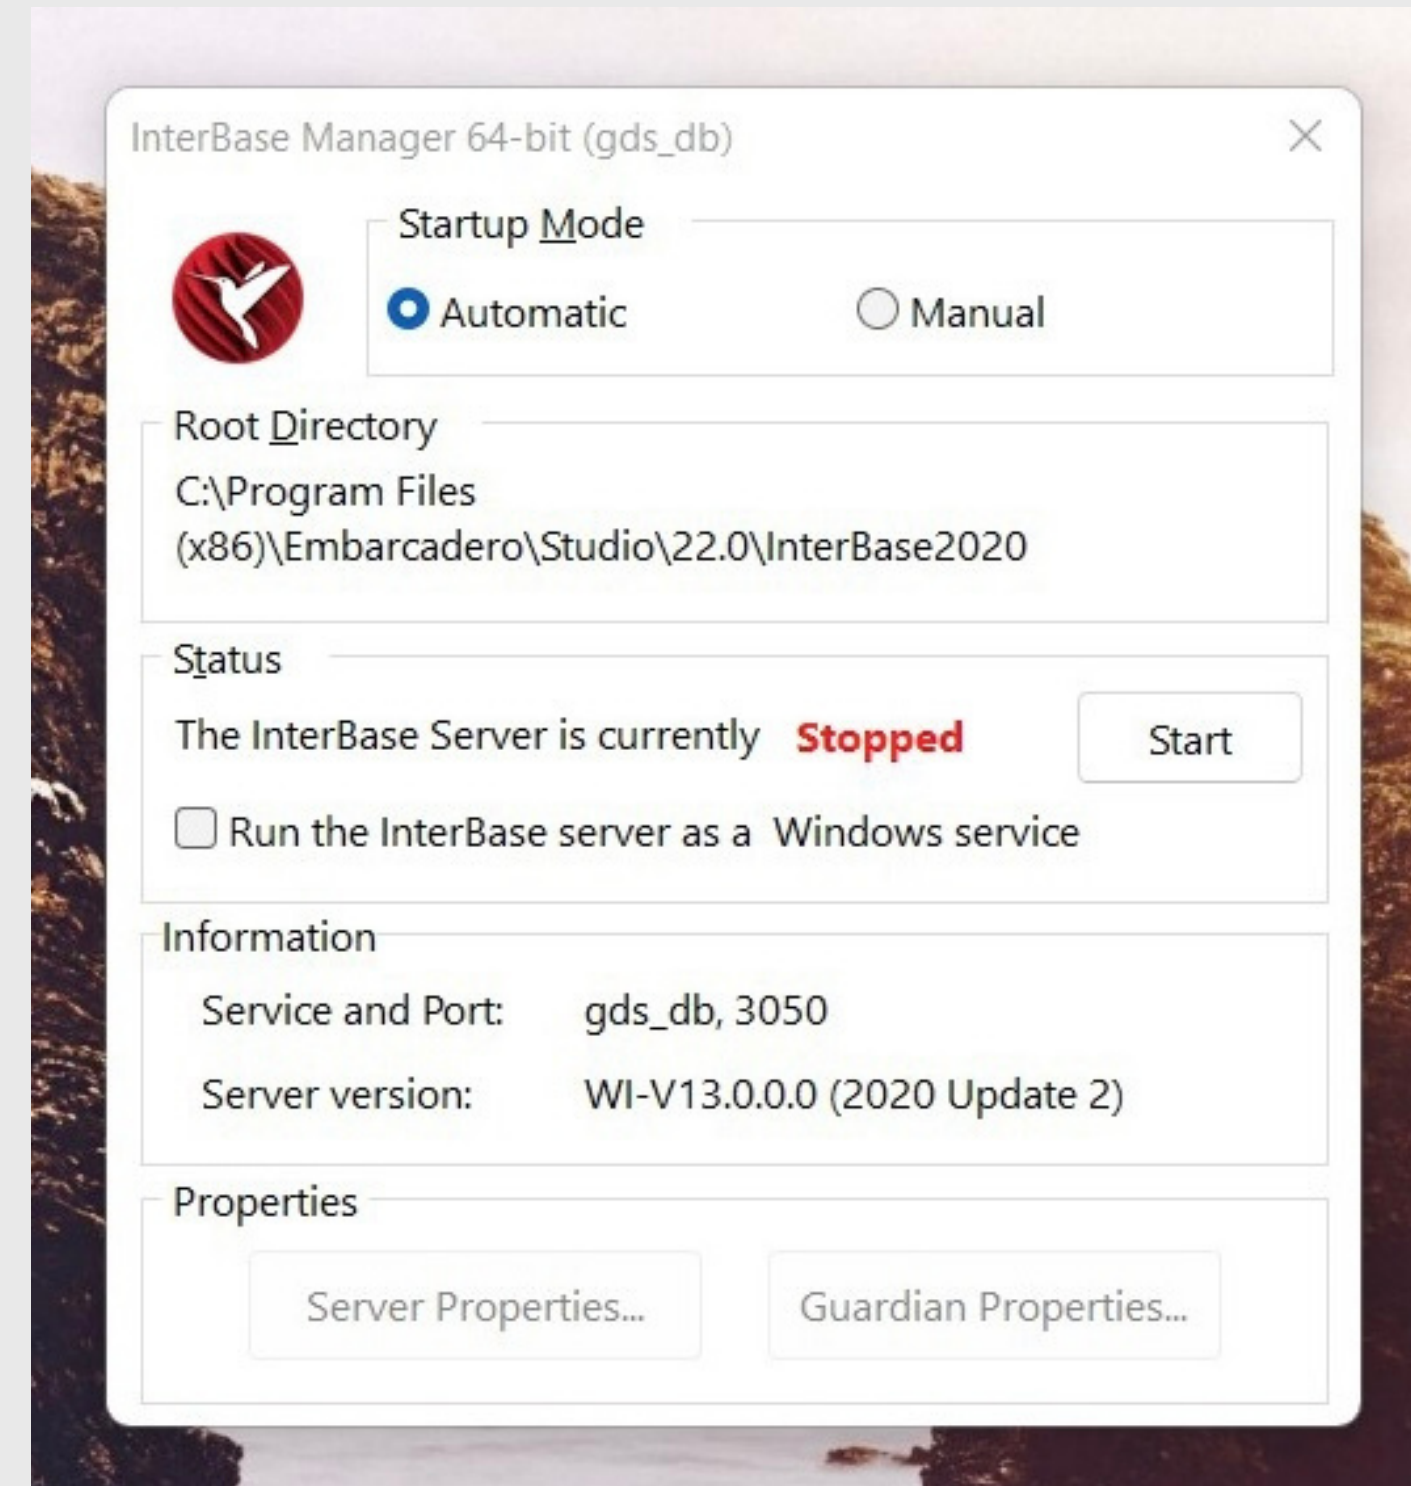 InterBase Manager 64-bit (gds_db)
Startup Mode
Automatic
Manual
Root Directory
C:\Program Files
(x86)\Embarcadero\Studio\22.0\InterBase2020
Status
The InterBase Server is currently Stopped
Start
Run the InterBase server as a Windows service
Information
Service and Port: gds_db, 3050
Server version: WI-V13.0.0.0 (2020 Update 2)
Properties
Server Properties...
Guardian Properties...